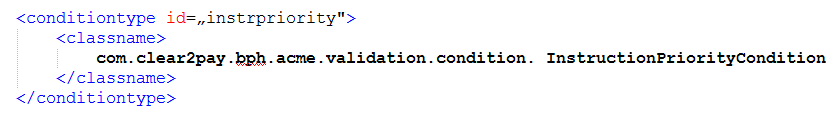 <conditiontype id=„instrpriority">
<classname>
com.clear2pay.bph.acme.validation.condition. InstructionPriorityCondition
</classname>
</conditiontype>